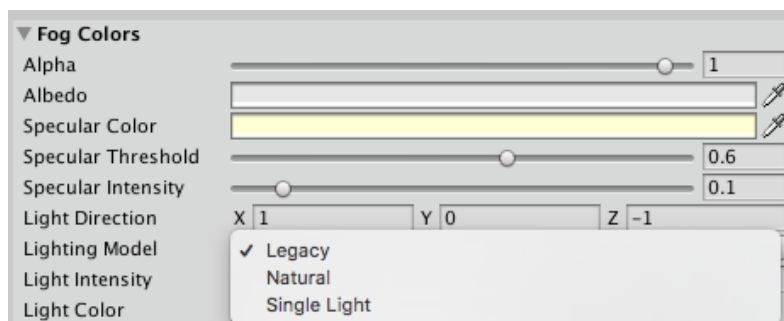 Fog Colors
Alpha 1
Albedo
Specular Color
Specular Threshold 0.6
Specular Intensity 0.1
Light Direction X 1 Y 0 Z -1
Lighting Model ✓ Legacy
Light Intensity Natural
Light Color Single Light